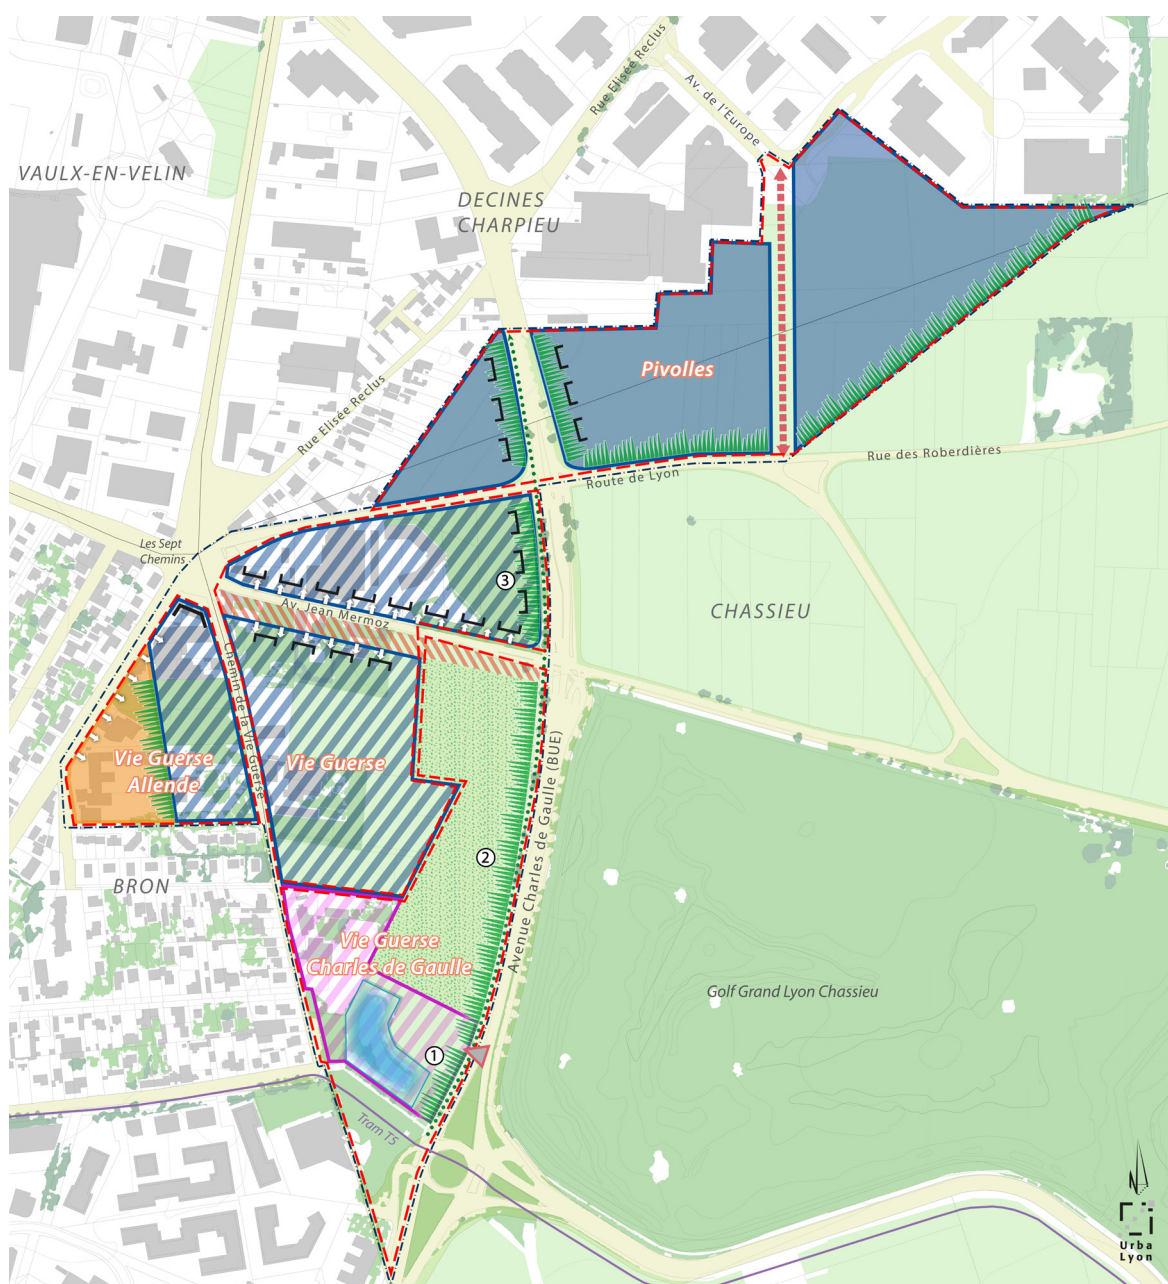 Rue Elisée Reclus
Av. de l'Europe
VAULX-EN-VELIN
DECINES
CHARPIEU
Pivolles
Rue Elisée Reclus
Rue des Roberdières
Route de Lyon
Les Sept
Chemins
3
Av. Jean Mermoz
CHASSIEU
Chemin de la Vie Guerse
Vie Guerse
Allende
Vie Guerse
Avenue Charles de Gaulle (BUE)
2
BRON
Vie Guerse
Charles de Gaulle
Golf Grand Lyon Chassieu
1
Tram T5
N
Urba
Lyon